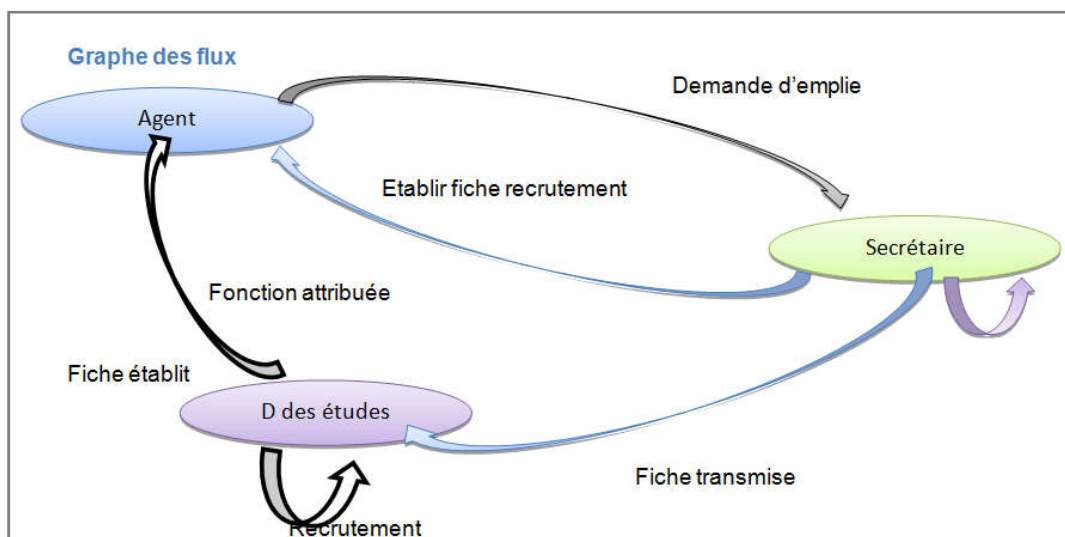 Graphe des flux
Demande d'emplie
Agent
Etablir fiche recrutement
Secrétaire
Fonction attribuée
Fiche établit
D des études
Fiche transmise
Recrutement